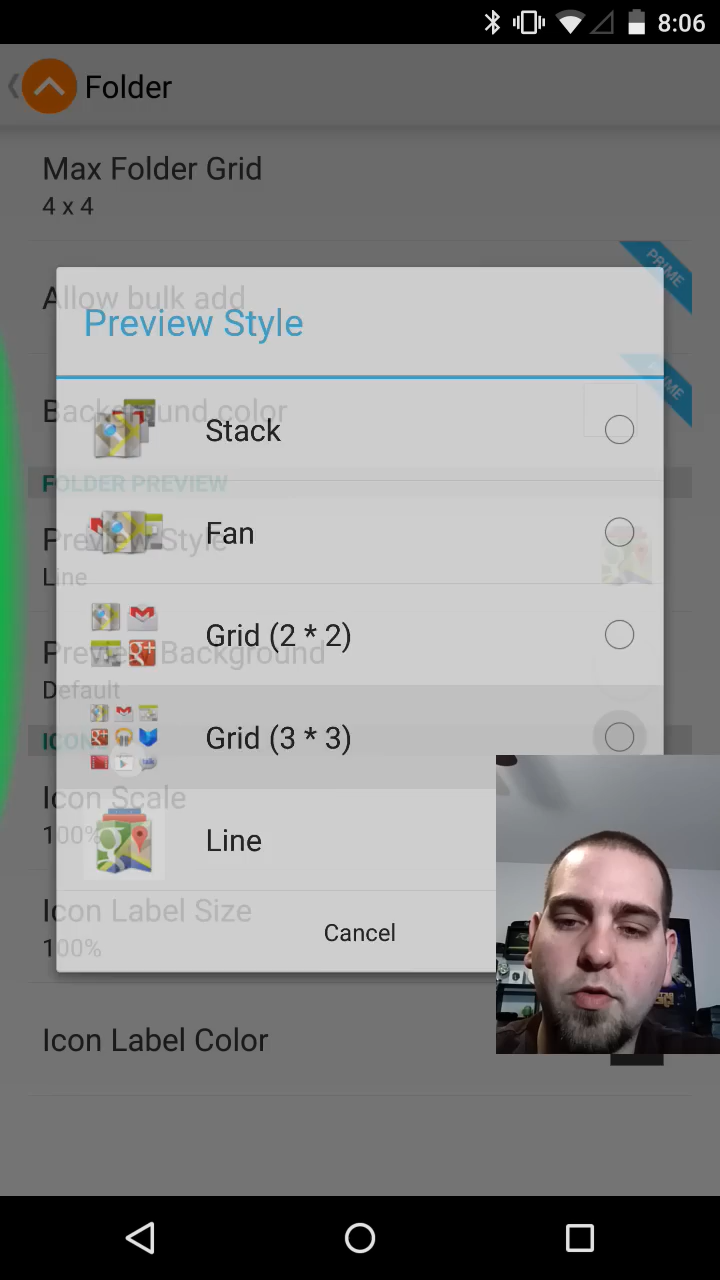 8:06
Folder
Max Folder Grid
4 x 4
PRIME
Allow bulk add
Preview Style
Background color
Stack
FOLDER PREVIEW
Fan
Preview Style
Line
Grid (2 * 2)
Preview Background
Default
Grid (3 * 3)
ICON
Icon Scale
100%
Line
Icon Label Size
Cancel
100%
Icon Label Color